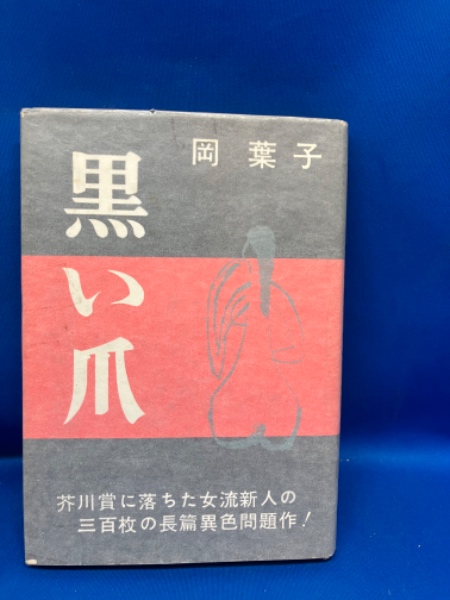 岡 葉子
黒い爪
芥川賞に落ちた女流新人の
三百枚の長篇異色問題作!